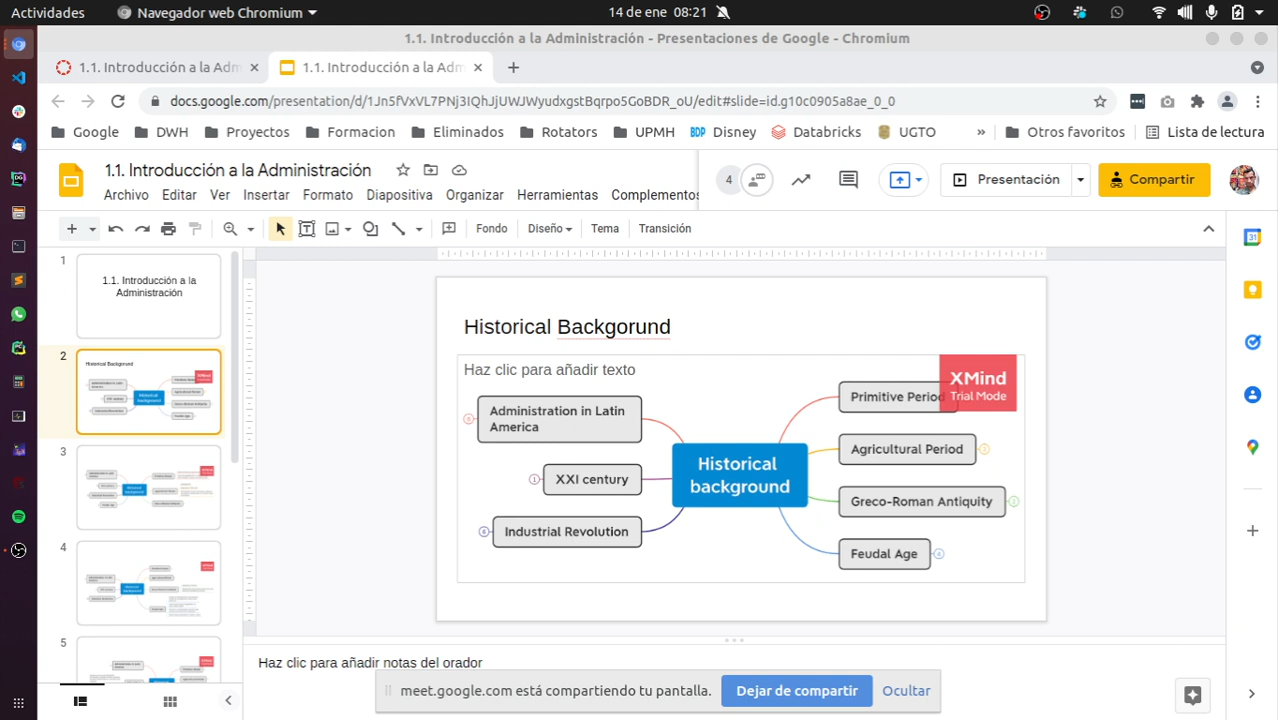 Actividades
Navegador web Chromium
14 de ene 08:21
1.1. Introducción a la Administración - Presentaciones de Google - Chromium
1.1. Introducción a la Adm
1.1. Introducción a la Adm
docs.google.com/presentation/d/1Jn5fVxVL7PNj3IQhJjUWJWyudxgstBqrpo5GoBDR_oU/edit#slide=id.g10c0905a8ae_0_0
Google
DWH
Proyectos
Formacion
Eliminados
Rotators
UPMH
BDP Disney
Databricks
UGTO
»
Otros favoritos
Lista de lectura
1.1. Introducción a la Administración
4
Presentación
Compartir
Archivo Editar Ver Insertar Formato Diapositiva Organizar Herramientas Complementos
Fondo
Diseño
Tema
Transición
31
1
1.1. Introducción a la
Administración
2
Historical Background
3
4
5
Historical Backgorund
Haz clic para añadir texto
XMind
Trial Mode
Administration in Latin
America
XXI century
1
Industrial Revolution
Historical
background
Primitive Period
Agricultural Period
Greco-Roman Antiquity
Feudal Age
Haz clic para añadir notas del orador
meet.google.com está compartiendo tu pantalla.
Dejar de compartir
Ocultar